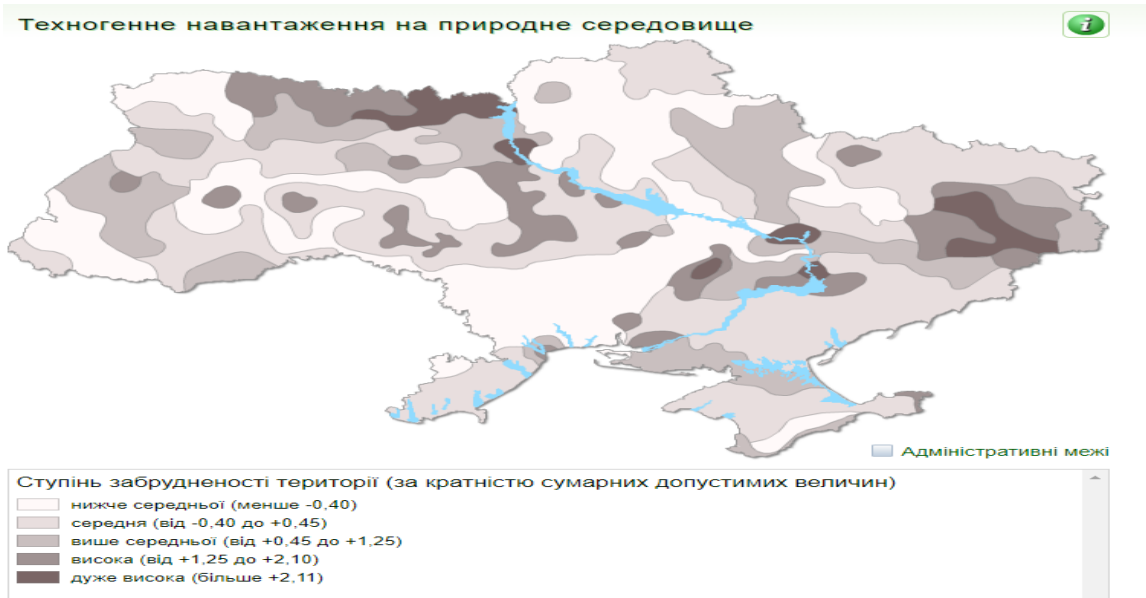 Техногенне навантаження на природне середовище
i
Адміністративні межі
Ступінь забрудненості території (за кратністю сумарних допустимих величин)
нижче середньої (менше -0,40)
середня (від -0,40 до +0,45)
више середньої (від +0,45 до +1,25)
висока (від +1,25 до +2,10)
дуже висока (більше +2,11)